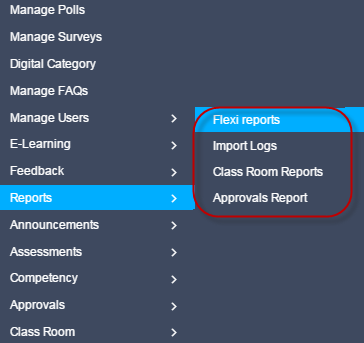 Manage Polls
Manage Surveys
Digital Category
Manage FAQs
Manage Users
E-Learning
Feedback
Reports
Announcements
Assessments
Competency
Approvals
Class Room
Flexi reports
Import Logs
Class Room Reports
Approvals Report